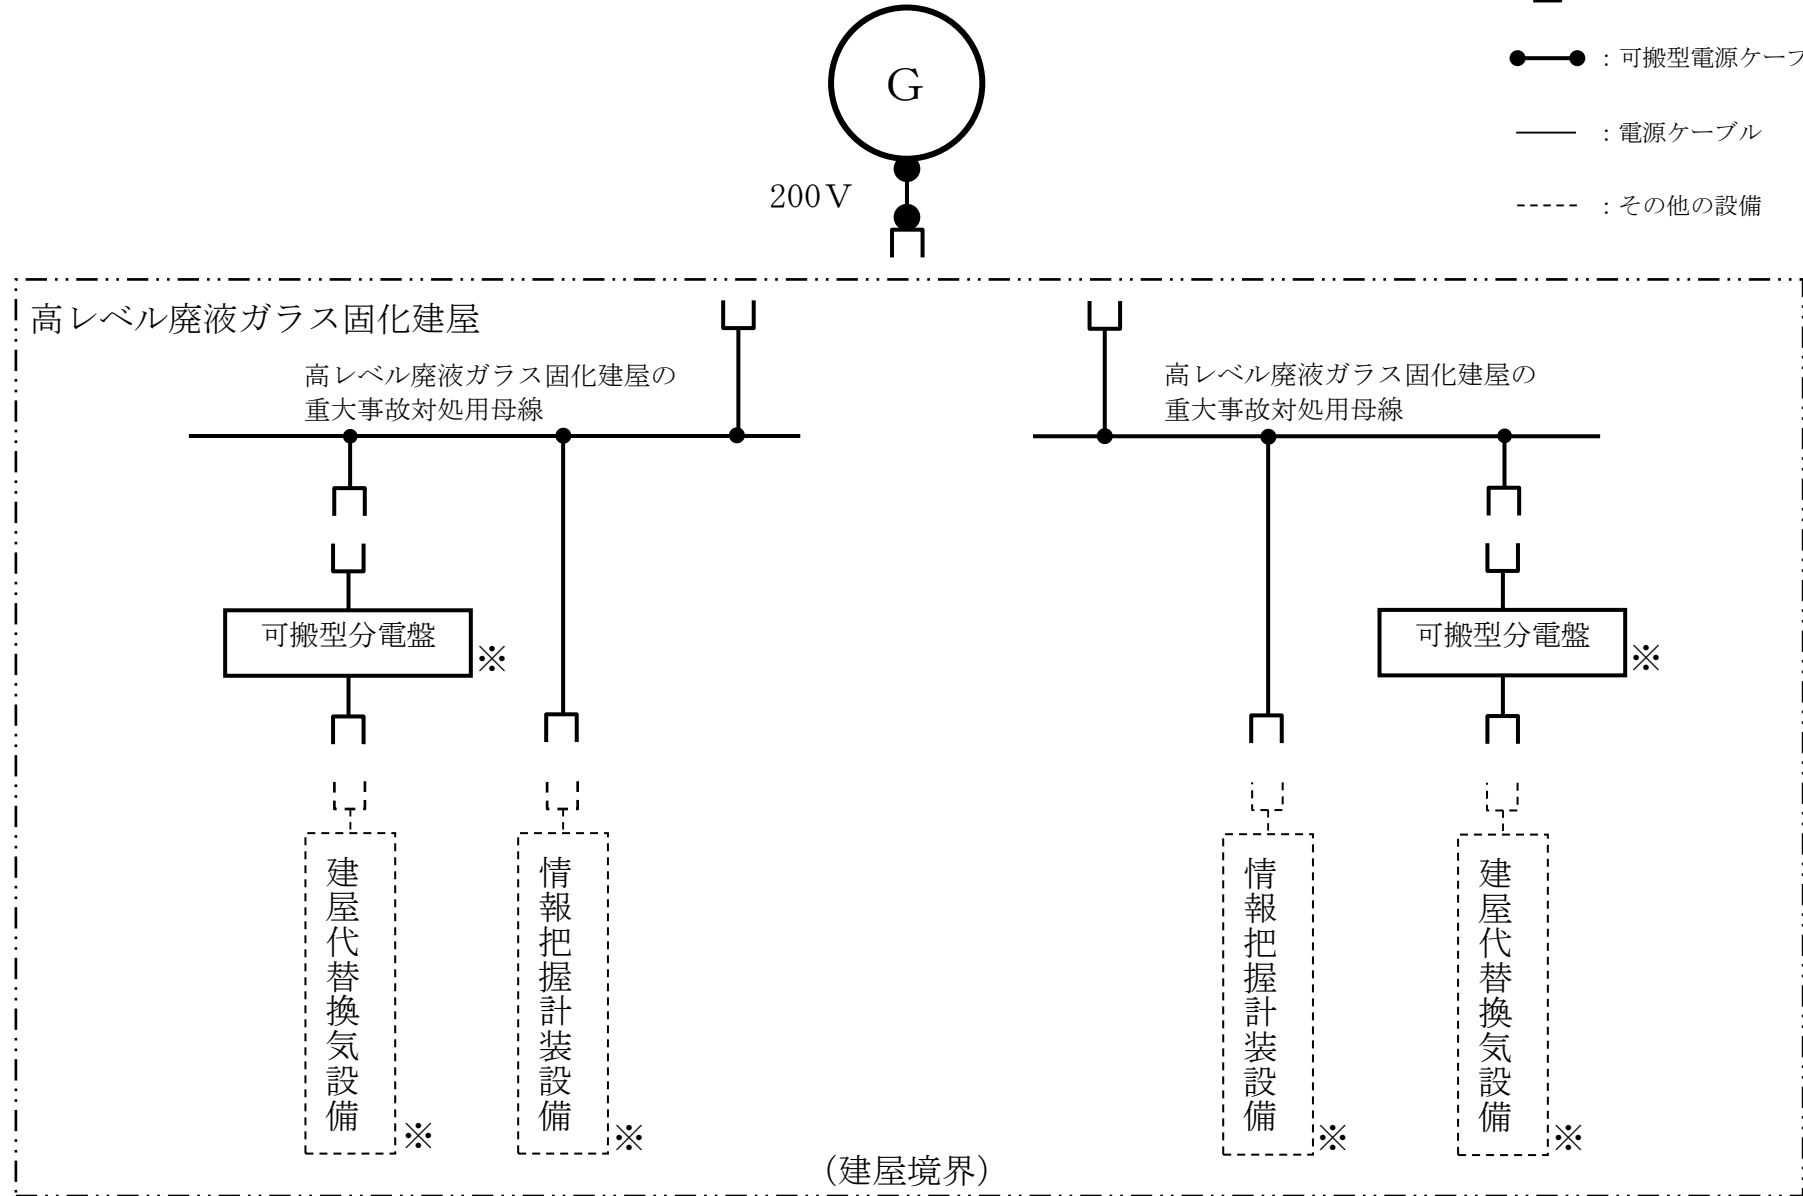 G
: 可搬型電源ケーブ
200V
: 電源ケーブル
: その他の設備
高レベル廃液ガラス固化建屋
高レベル廃液ガラス固化建屋の
重大事故対処用母線
高レベル廃液ガラス固化建屋の
重大事故対処用母線
可搬型分電盤
※
可搬型分電盤
※
建屋代替換気設備
※
情報把握計装設備
※
情報把握計装設備
※
建屋代替換気設備
※
(建屋境界)